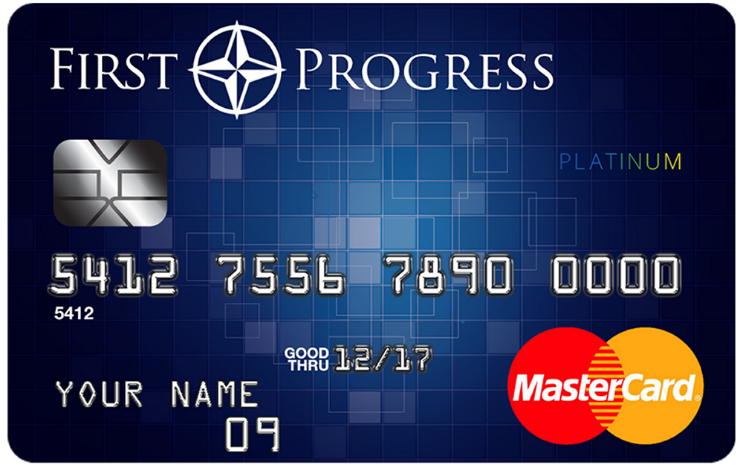 FIRST PROGRESS
PLATINUM
5412 7556 7890 0000
5412
GOOD THRU 12/17
YOUR NAME
09
MasterCard